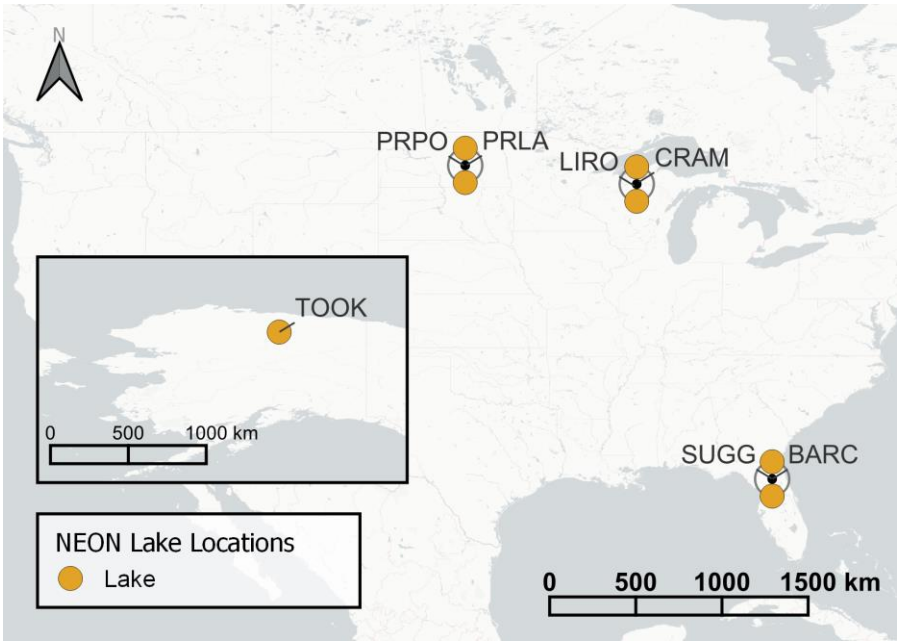 N
PRPO PRLA
LIRO CRAM
TOOK
0 500 1000 km
SUGG BARC
NEON Lake Locations
Lake
0 500 1000 1500 km